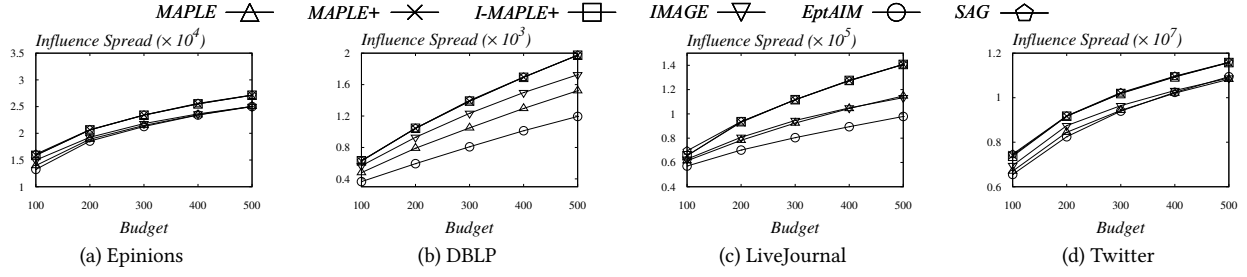 MAPLE MAPLE+ I-MAPLE+ IMAGE EptAIM SAG
Influence Spread (× 10^4) Influence Spread (× 10^3) Influence Spread (× 10^5) Influence Spread (× 10^7)
3.5 2 1.4 1.2
3 1.6 1.2
2.5 1.2 1 1
2 0.8 0.8 0.8
1.5 0.4 0.6
1 0.4 0.6
100 200 300 400 500 100 200 300 400 500 100 200 300 400 500 100 200 300 400 500
Budget Budget Budget Budget
(a) Epinions (b) DBLP (c) LiveJournal (d) Twitter